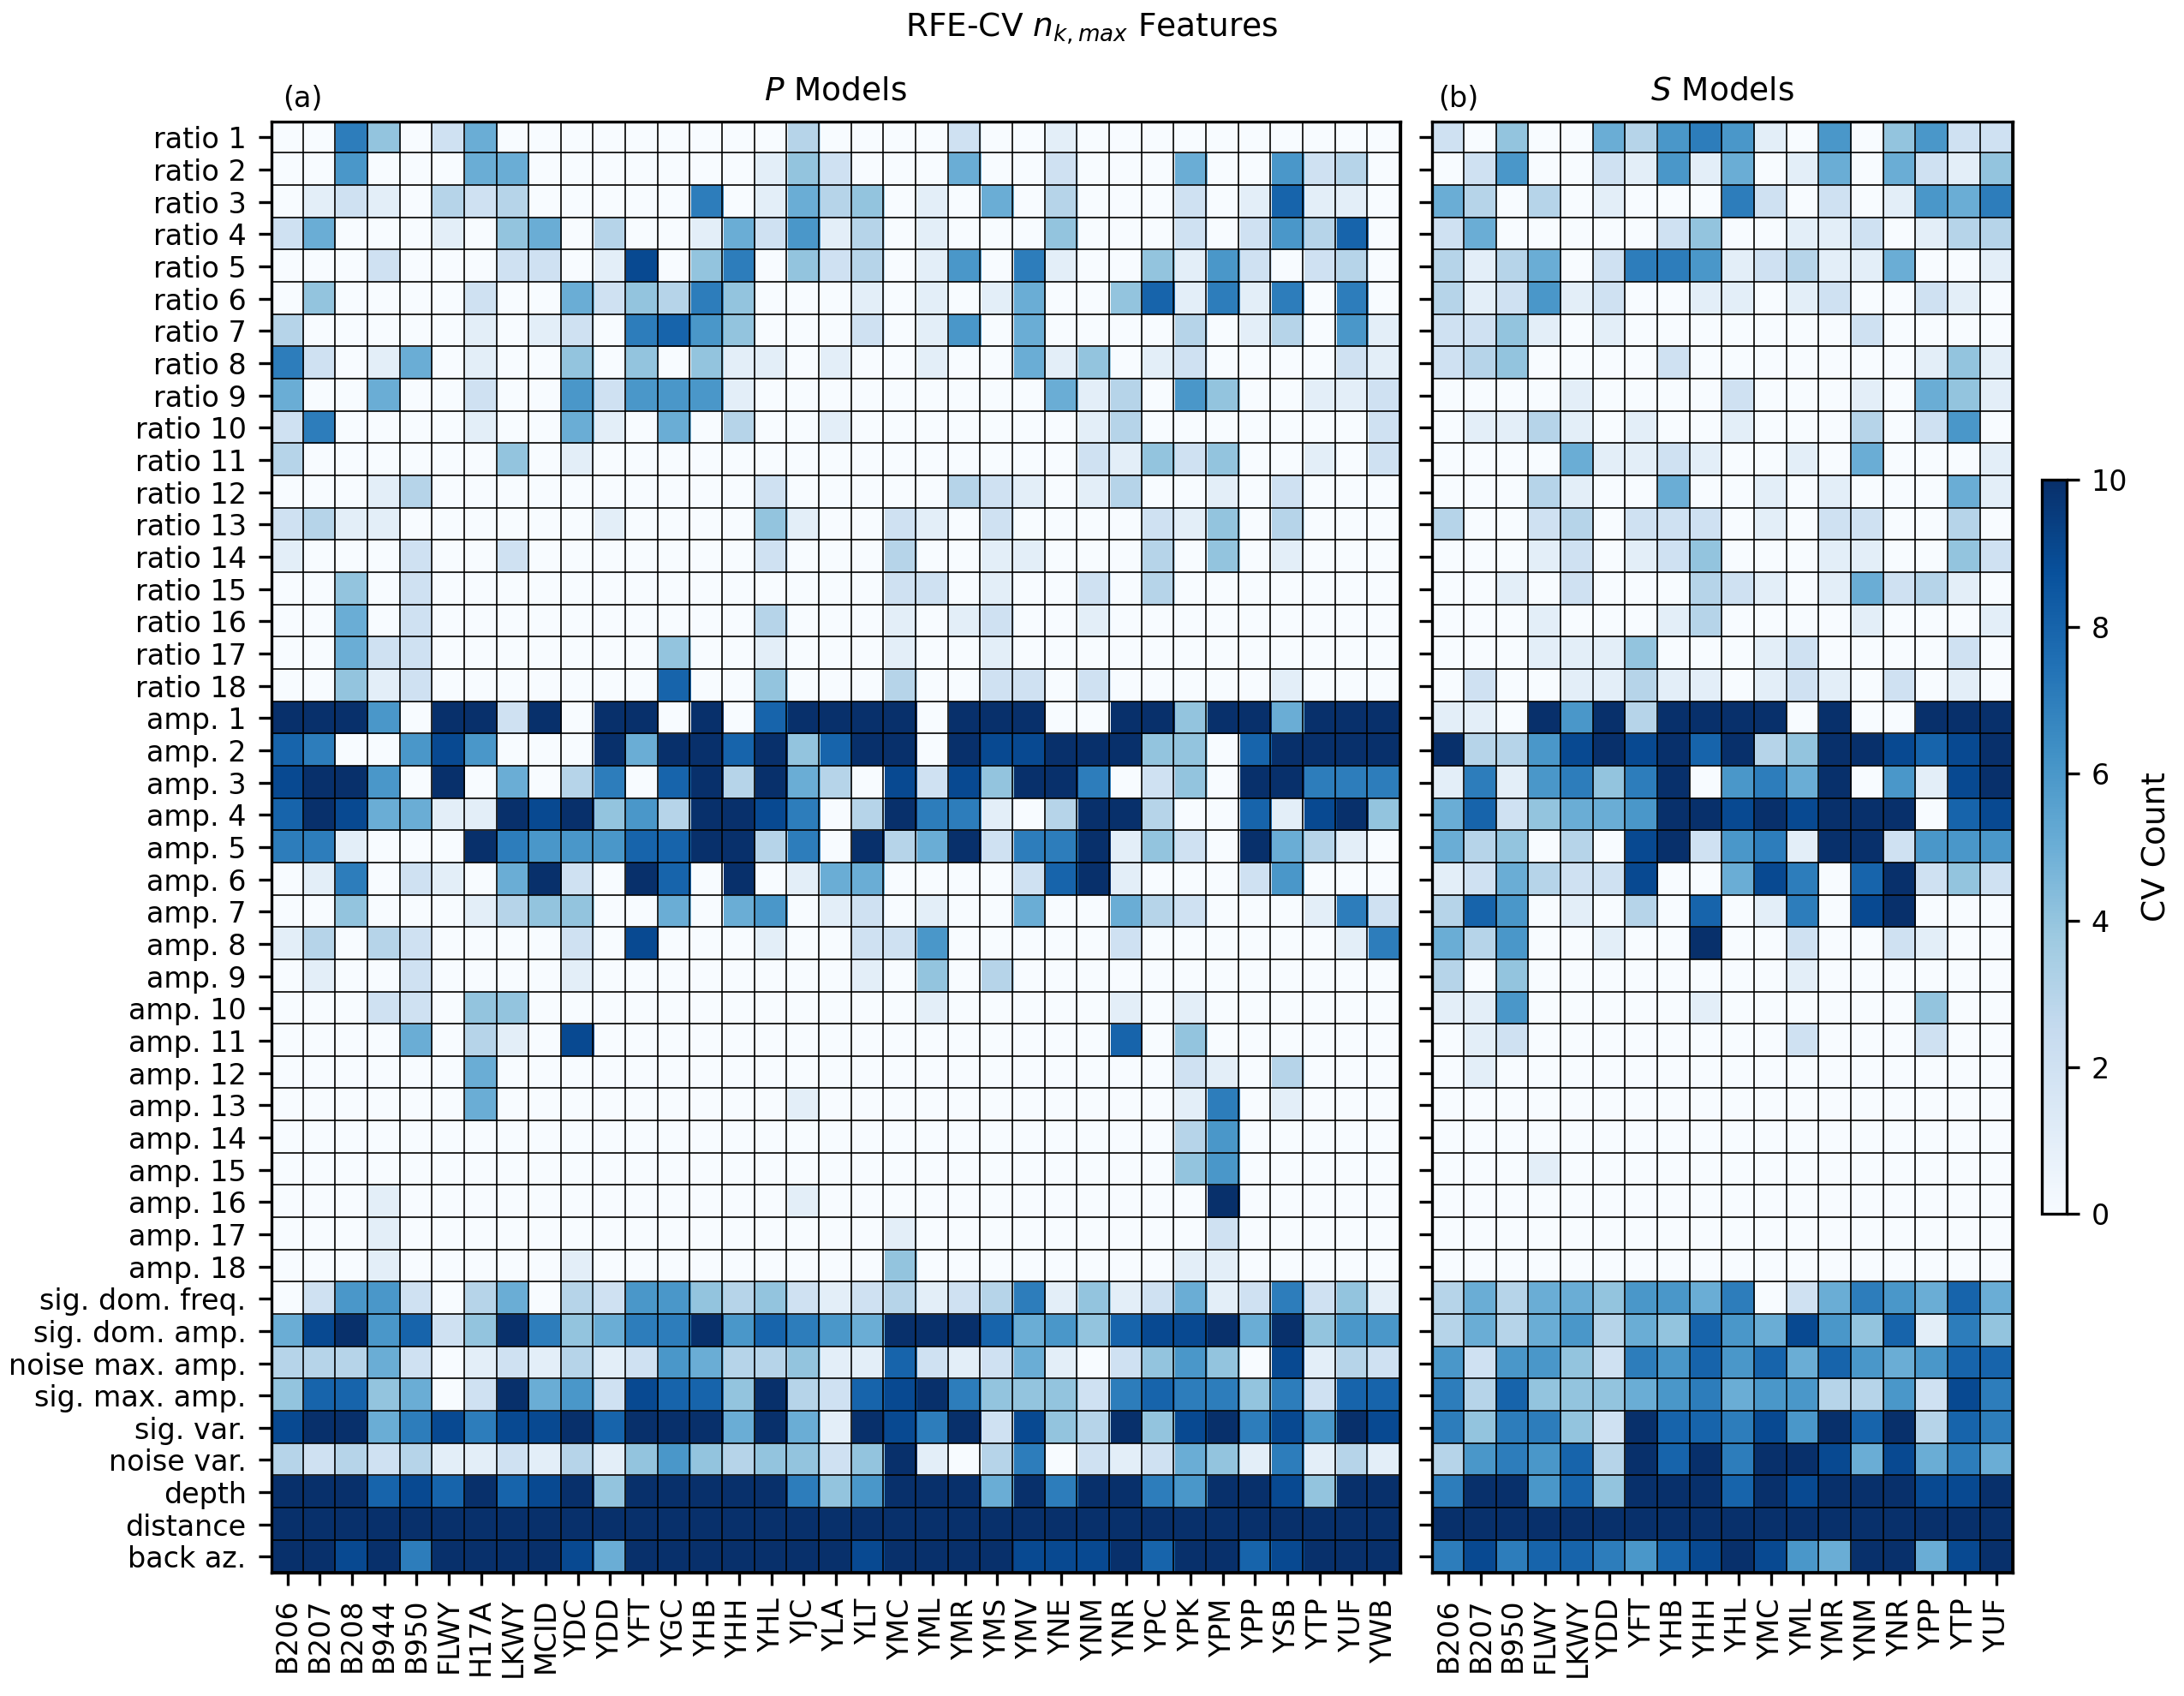 RFE-CV n_{k, max} Features
(a)
P Models
(b)
S Models
ratio 1
ratio 2
ratio 3
ratio 4
ratio 5
ratio 6
ratio 7
ratio 8
ratio 9
ratio 10
ratio 11
ratio 12
ratio 13
ratio 14
ratio 15
ratio 16
ratio 17
ratio 18
amp. 1
amp. 2
amp. 3
amp. 4
amp. 5
amp. 6
amp. 7
amp. 8
amp. 9
amp. 10
amp. 11
amp. 12
amp. 13
amp. 14
amp. 15
amp. 16
amp. 17
amp. 18
sig. dom. freq.
sig. dom. amp.
noise max. amp.
sig. max. amp.
sig. var.
noise var.
depth
distance
back az.
B206
B207
B208
B944
B950
FLWY
H17A
LKWY
MCID
YDC
YDD
YFT
YGC
YHB
YHH
YHL
YJC
YLA
YLT
YMC
YML
YMR
YMS
YMV
YNE
YNM
YNR
YPC
YPK
YPM
YPP
YSB
YTP
YUF
YWB
B206
B207
B950
FLWY
LKWY
YDD
YFT
YHB
YHH
YHL
YMC
YML
YMR
YNM
YNR
YPP
YTP
YUF
10
8
6
4
2
0
CV Count